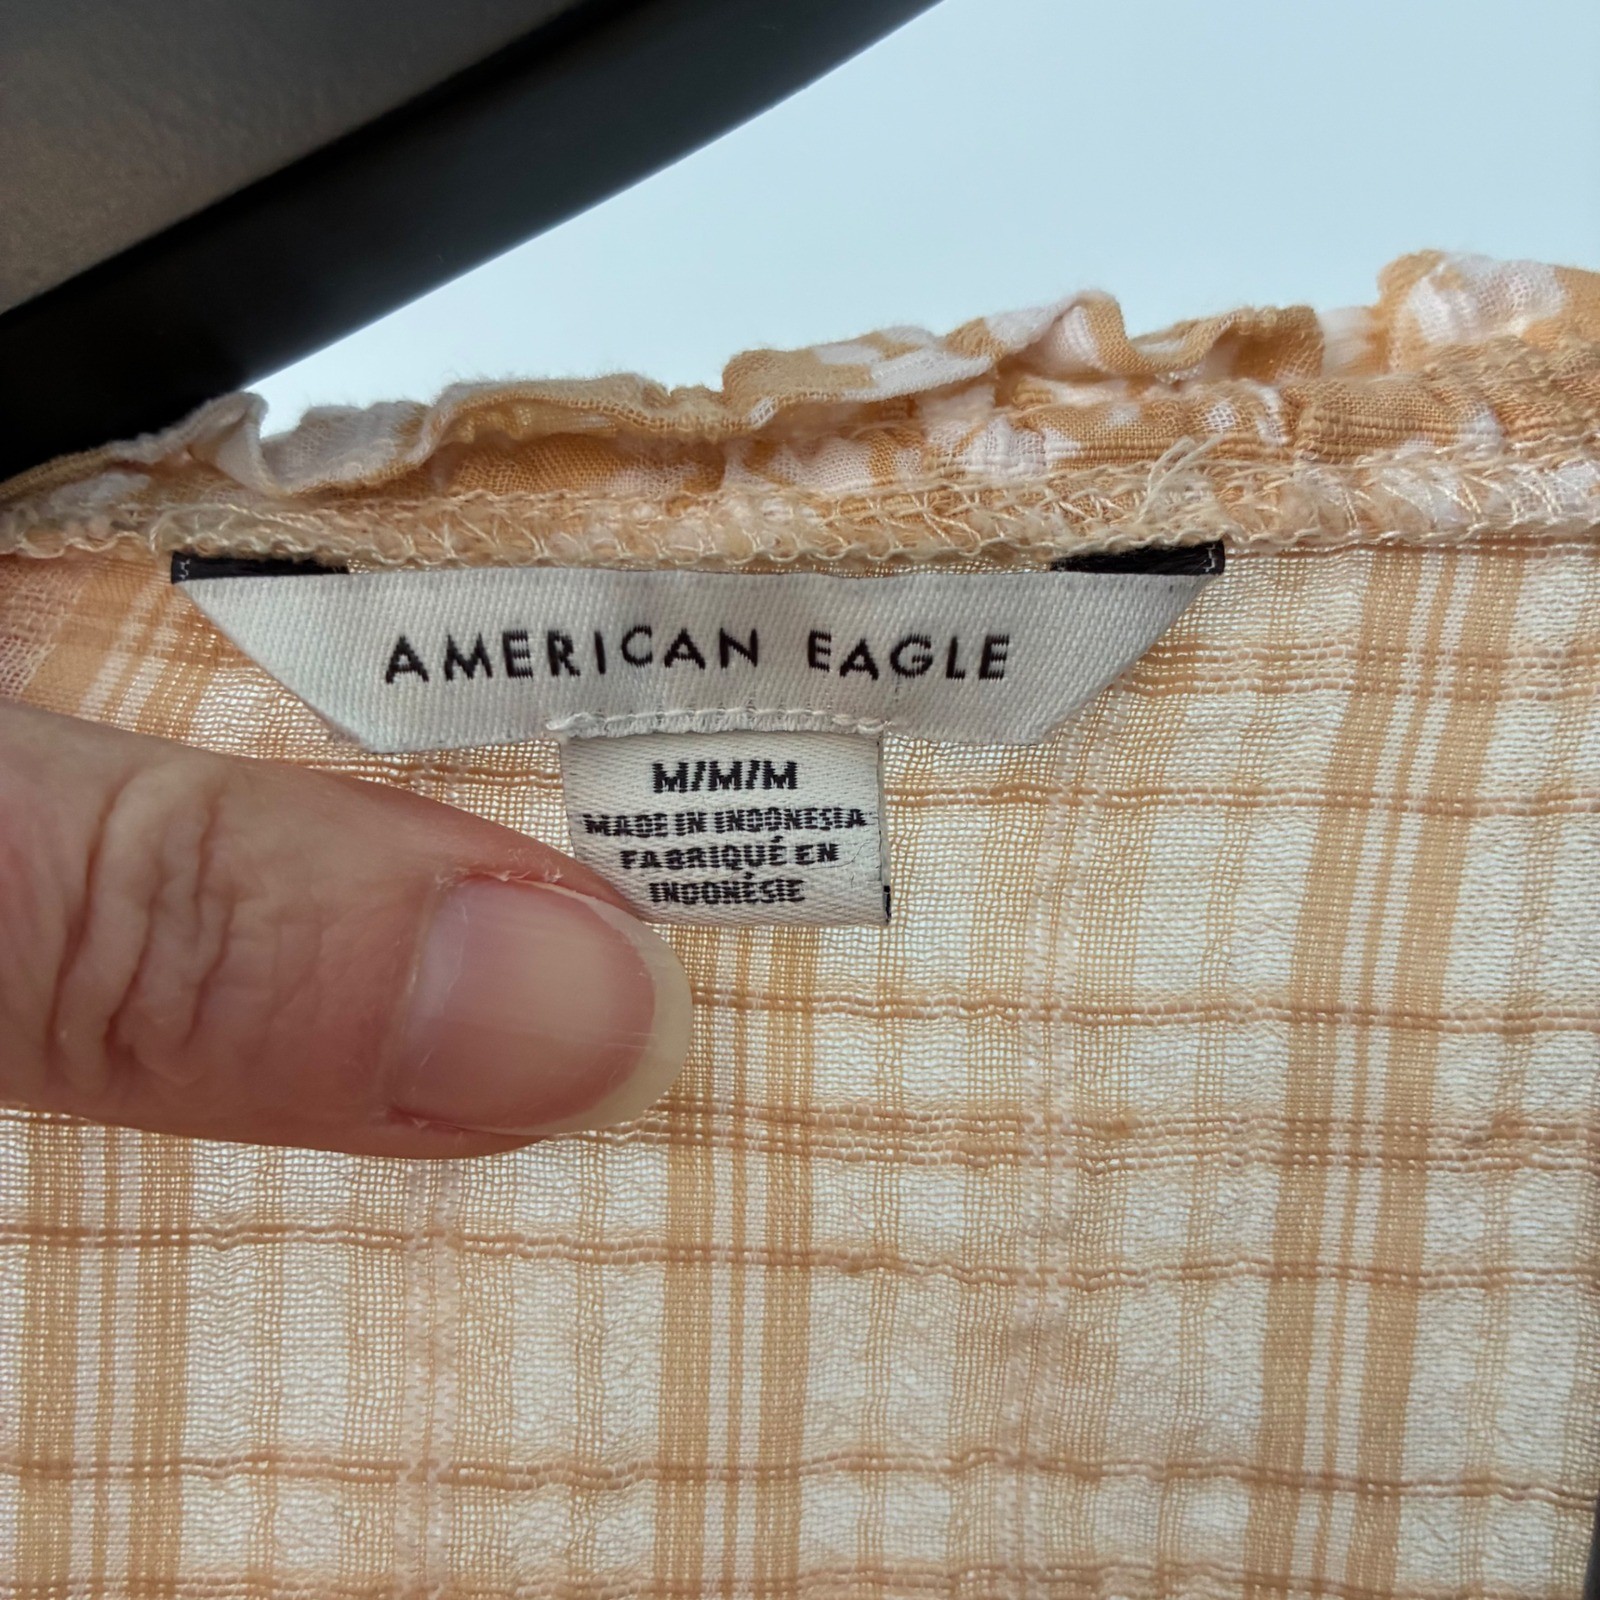 AMERICAN EAGLE
M/M/M
MADE IN INDONESIA
FABRIQUÉ EN
INDONÉSIE